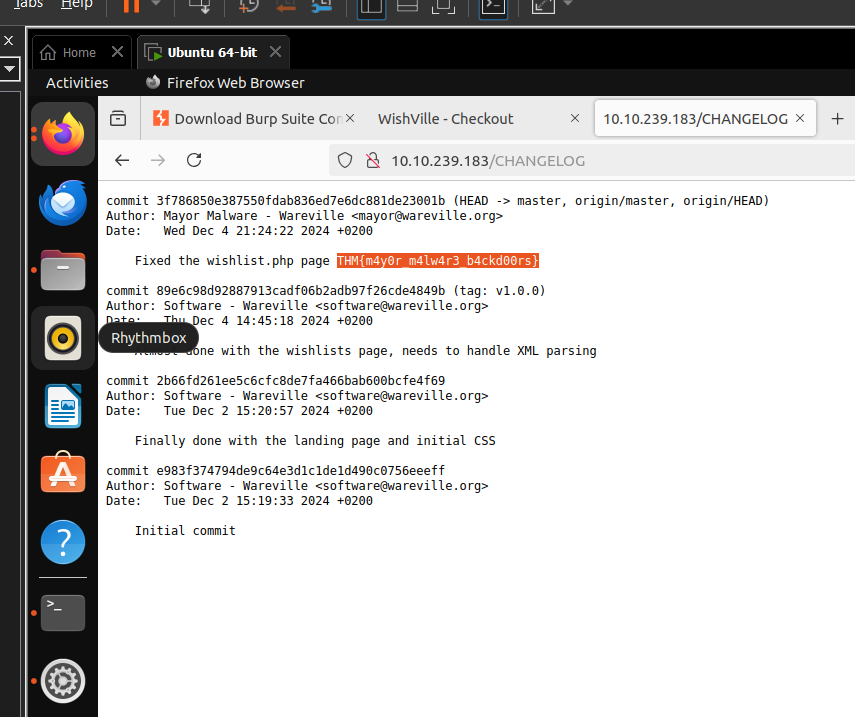 Tabs Help
Home
Ubuntu 64-bit
Activities
Firefox Web Browser
Download Burp Suite Con
WishVille - Checkout
10.10.239.183/CHANGELOG
10.10.239.183/CHANGELOG
commit 3f786850e387550fdab836ed7e6dc881de23001b (HEAD -> master, origin/master, origin/HEAD)
Author: Mayor Malware - Wareville <mayor@wareville.org>
Date:   Wed Dec 4 21:24:22 2024 +0200
Fixed the wishlist.php page THM{m4y0r_m4lw4r3_b4ckd00rs}
commit 89e6c98d92887913cadf06b2adb97f26cde4849b (tag: v1.0.0)
Author: Software - Wareville <software@wareville.org>
Date:   Thu Dec 4 14:45:18 2024 +0200
Rhythmbox
Almost done with the wishlists page, needs to handle XML parsing
commit 2b66fd261ee5c6cfc8de7fa466bab600bcfe4f69
Author: Software - Wareville <software@wareville.org>
Date:   Tue Dec 2 15:20:57 2024 +0200
Finally done with the landing page and initial CSS
commit e983f374794de9c64e3d1c1de1d490c0756eeeff
Author: Software - Wareville <software@wareville.org>
Date:   Tue Dec 2 15:19:33 2024 +0200
Initial commit